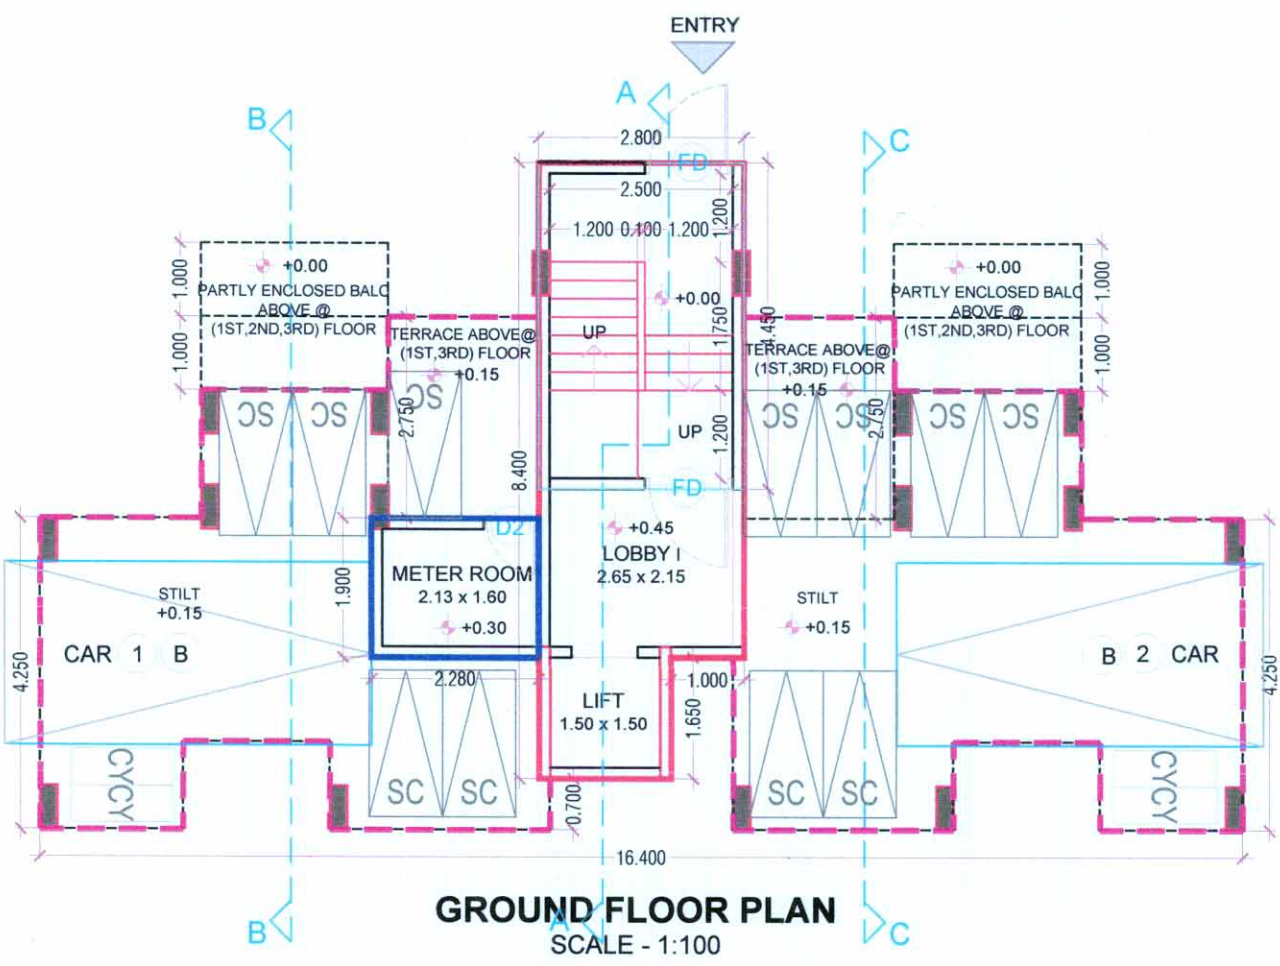 ENTRY
A
B
C
2.800
FD
2.500
1.200 0.100 1.200
1.200
+0.00
PARTLY ENCLOSED BALC
ABOVE @
(1ST,2ND,3RD) FLOOR
1.000
1.000
+0.00
PARTLY ENCLOSED BALC
ABOVE @
(1ST,2ND,3RD) FLOOR
1.000
1.000
+0.00
UP
1.750
4.450
TERRACE ABOVE@
(1ST,3RD) FLOOR
+0.15
TERRACE ABOVE@
(1ST,3RD) FLOOR
+0.15
SC
SC
SC
2.750
SC
SC
2.750
SC
SC
UP
1.200
8.400
FD
D2
+0.45
LOBBY I
2.65 x 2.15
METER ROOM
2.13 x 1.60
+0.30
1.900
STILT
+0.15
CAR 1 B
4.250
STILT
+0.15
B 2 CAR
4.250
2.280
1.000
LIFT
1.50 x 1.50
1.650
CYCY
SC
SC
0.700
SC
SC
CYCY
16.400
GROUND FLOOR PLAN
SCALE - 1:100
B
A
C